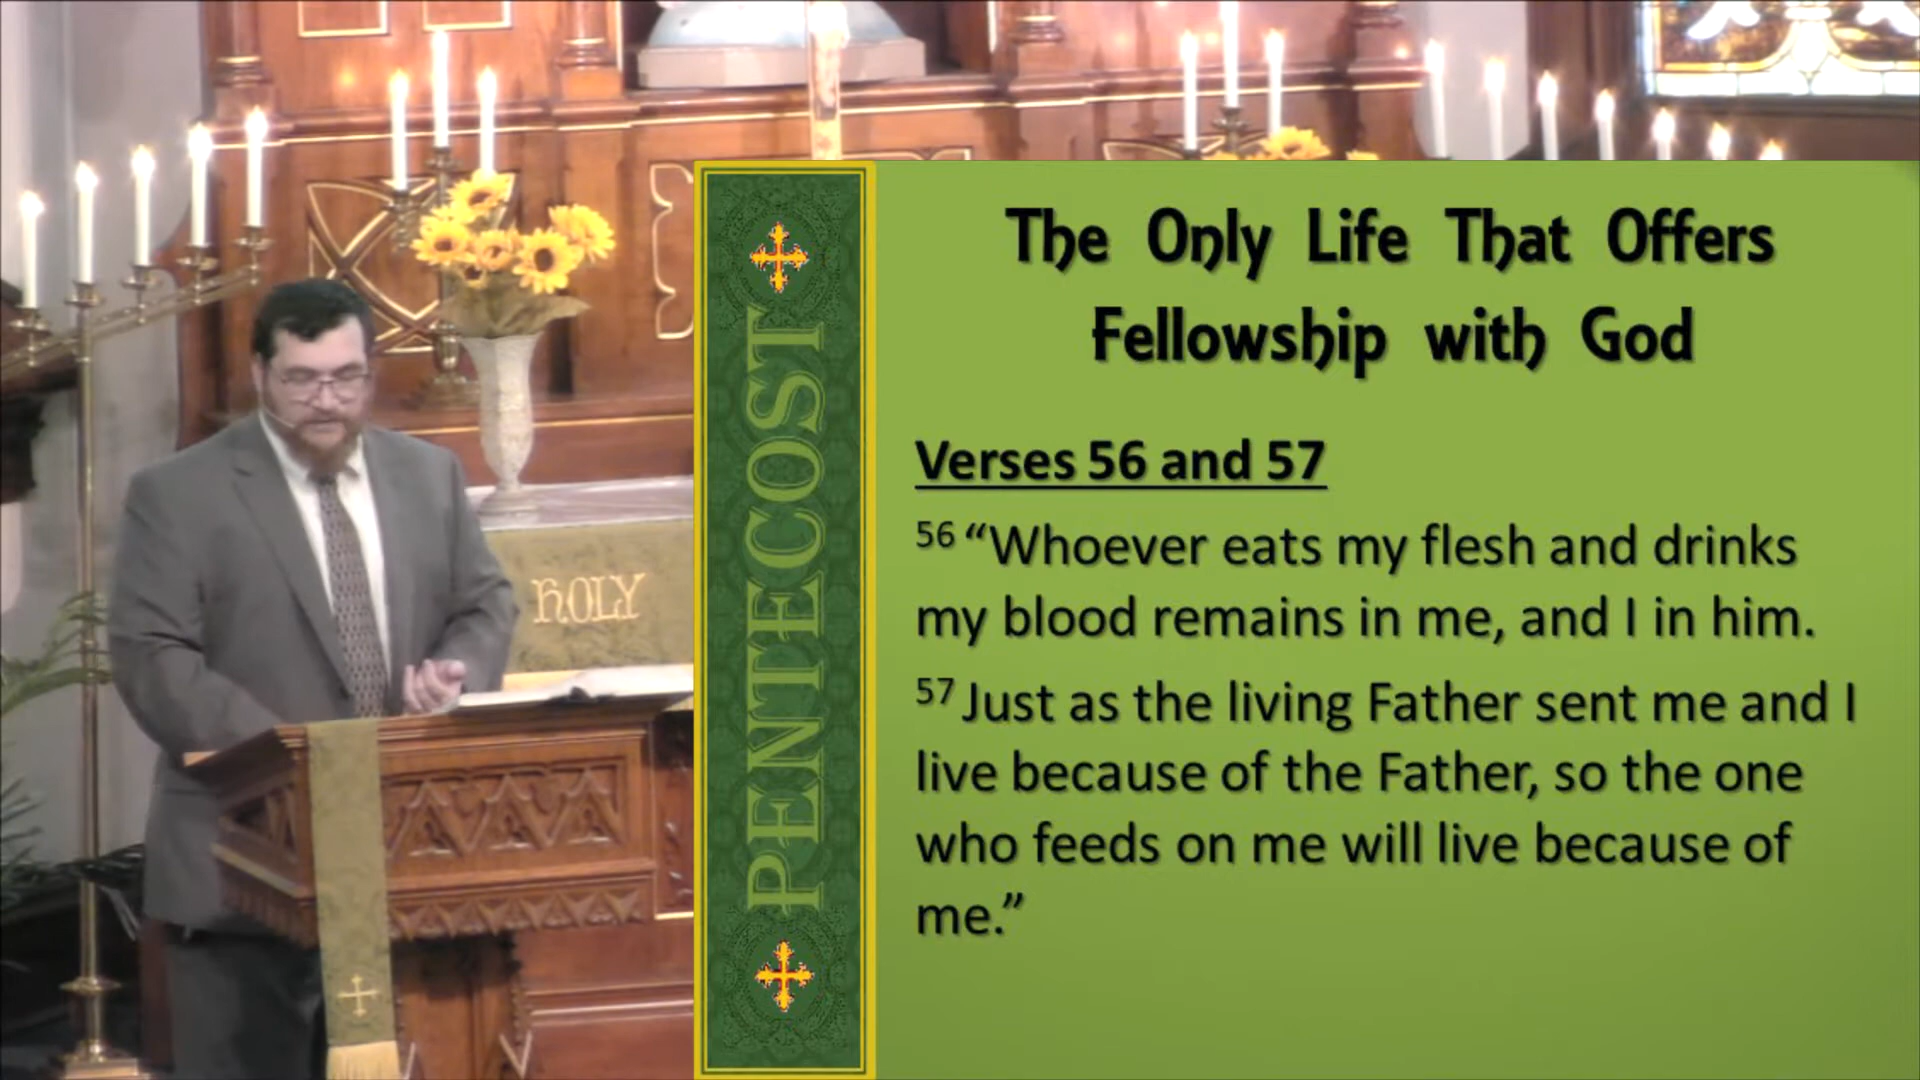 The Only Life That Offers
Fellowship with God
Verses 56 and 57
56 “Whoever eats my flesh and drinks
my blood remains in me, and I in him.
57 Just as the living Father sent me and I
live because of the Father, so the one
who feeds on me will live because of
me.”
PENTECOST
HOLY